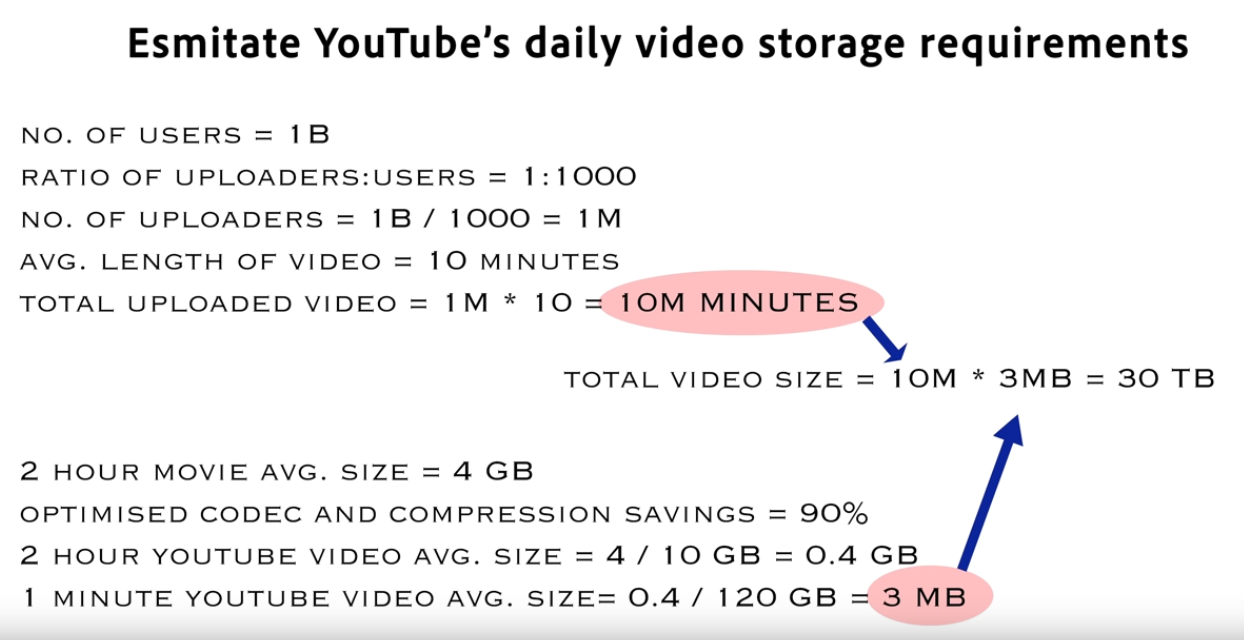 Esmitate YouTube's daily video storage requirements
NO. OF USERS = 1B
RATIO OF UPLOADERS:USERS = 1:1000
NO. OF UPLOADERS = 1B / 1000 = 1M
AVG. LENGTH OF VIDEO = 10 MINUTES
TOTAL UPLOADED VIDEO = 1M * 10 = 10M MINUTES
TOTAL VIDEO SIZE = 10M * 3MB = 30 TB
2 HOUR MOVIE AVG. SIZE = 4 GB
OPTIMISED CODEC AND COMPRESSION SAVINGS = 90%
2 HOUR YOUTUBE VIDEO AVG. SIZE = 4 / 10 GB = 0.4 GB
1 MINUTE YOUTUBE VIDEO AVG. SIZE= 0.4 / 120 GB = 3 MB